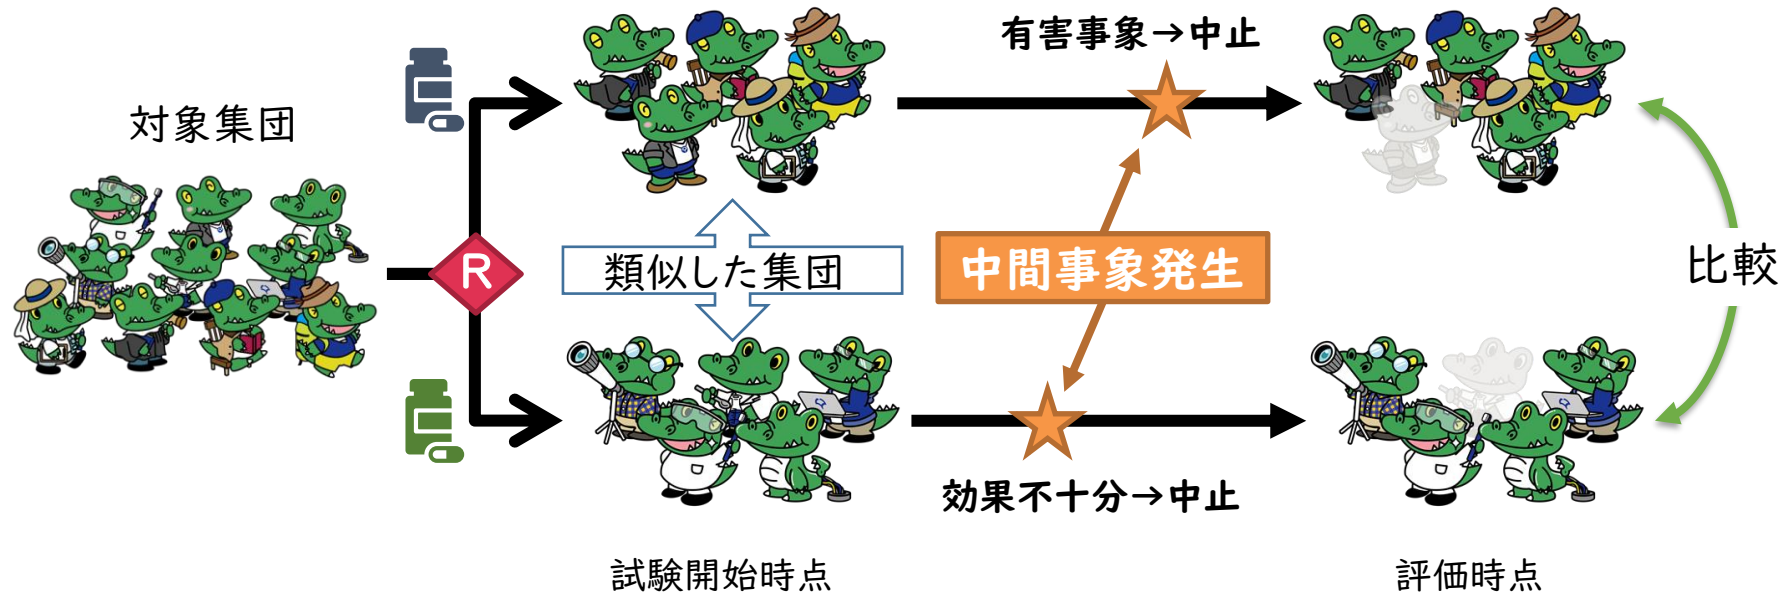 対象集団
R
類似した集団
有害事象→中止
中間事象発生
効果不十分→中止
比較
試験開始時点
評価時点